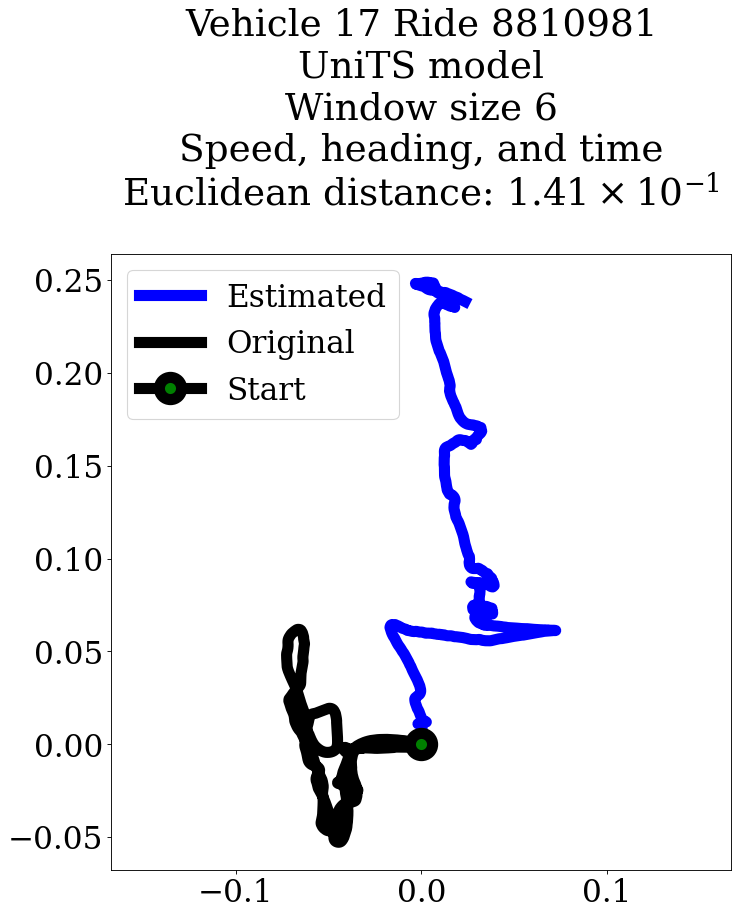 Vehicle 17 Ride 8810981
UniTS model
Window size 6
Speed, heading, and time
Euclidean distance: 1.41 × 10⁻¹
Estimated
Original
Start
0.25
0.20
0.15
0.10
0.05
0.00
−0.05
−0.1 0.0 0.1